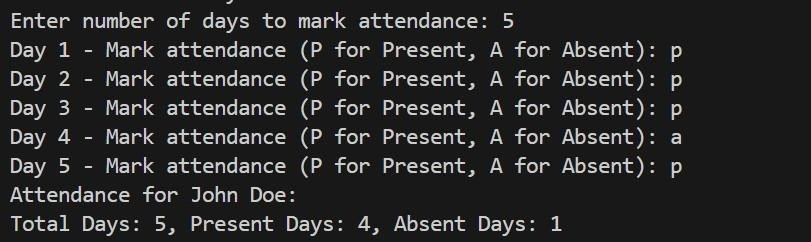 Enter number of days to mark attendance: 5
Day 1 - Mark attendance (P for Present, A for Absent): p
Day 2 - Mark attendance (P for Present, A for Absent): p
Day 3 - Mark attendance (P for Present, A for Absent): p
Day 4 - Mark attendance (P for Present, A for Absent): a
Day 5 - Mark attendance (P for Present, A for Absent): p
Attendance for John Doe:
Total Days: 5, Present Days: 4, Absent Days: 1